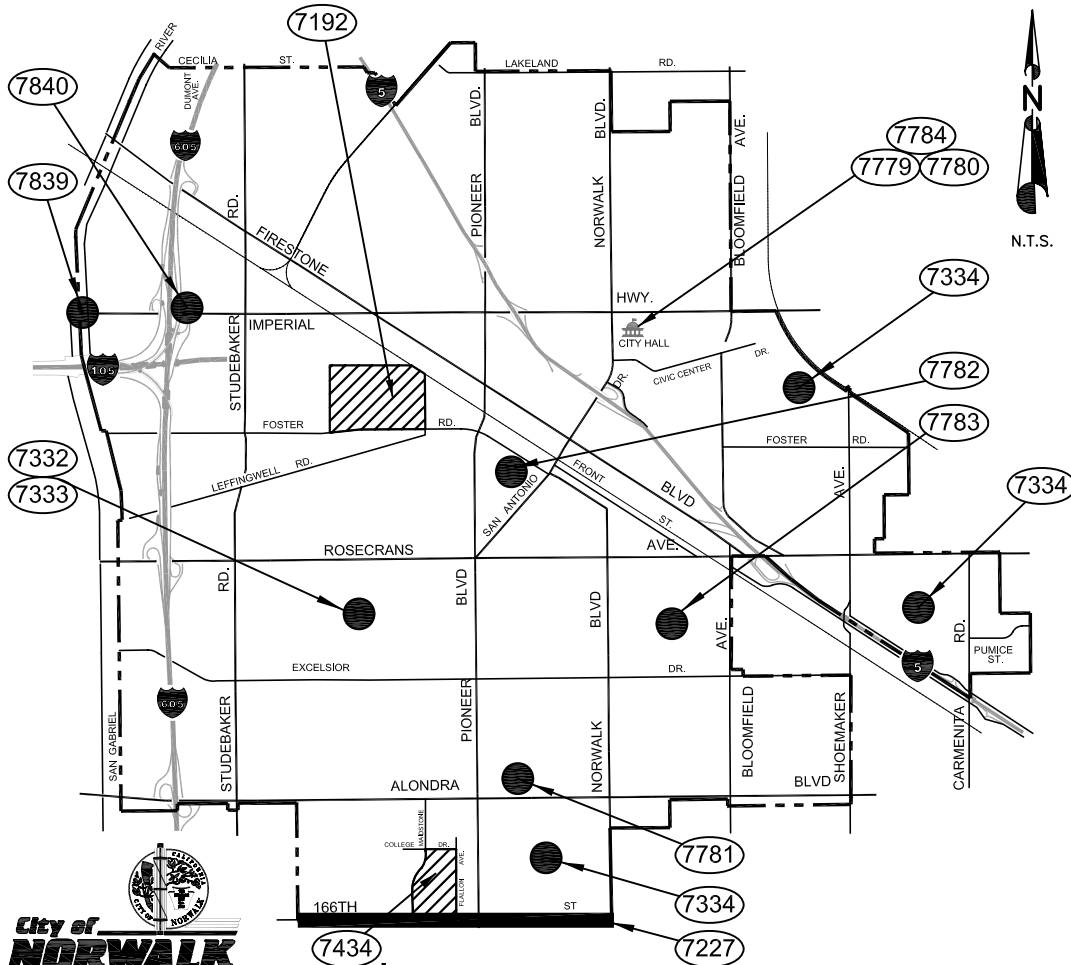 7192
RIVER
CECILIA ST.
LAKELAND RD.
5
DUMONT AVE.
7840
605
BLVD.
BLVD.
AVE.
7784
7779 7780
N
N.T.S.
7839
RD.
PIONEER
NORWALK
BLOOMFIELD
FIRESTONE
HWY.
7334
IMPERIAL
CITY HALL
105
STUDEBAKER
DR.
CIVIC CENTER DR.
7782
FOSTER RD.
FOSTER RD.
7783
7332
7333
LEFFINGWELL RD.
SAN ANTONIO
FRONT ST.
BLVD
AVE.
7334
ROSECRANS AVE.
RD.
BLVD
BLVD
AVE.
RD.
PUMICE ST.
EXCELSIOR DR.
5
605
SAN GABRIEL
STUDEBAKER
PIONEER
NORWALK
BLOOMFIELD
SHOEMAKER
CARMENITA
ALONDRA BLVD
MAIDSTONE
COLLEGE DR.
FLALLON AVE.
7781
7334
166TH ST
7434
7227
CALIFORNIA
CITY OF NORWALK
City of
NORWALK